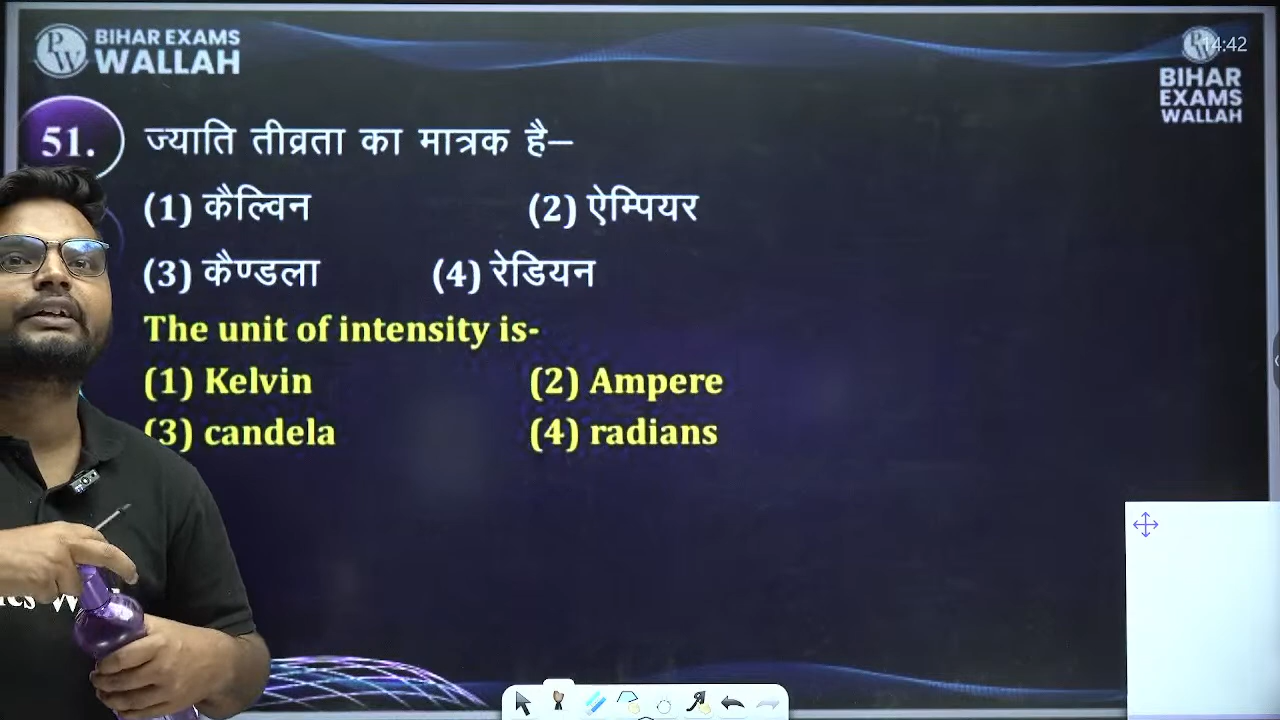 BIHAR EXAMS
WALLAH
14:42
BIHAR
EXAMS
WALLAH
51. ज्याति तीव्रता का मात्रक है–
(1) कैल्विन (2) ऐम्पियर
(3) कैण्डला (4) रेडियन
The unit of intensity is-
(1) Kelvin (2) Ampere
(3) candela (4) radians